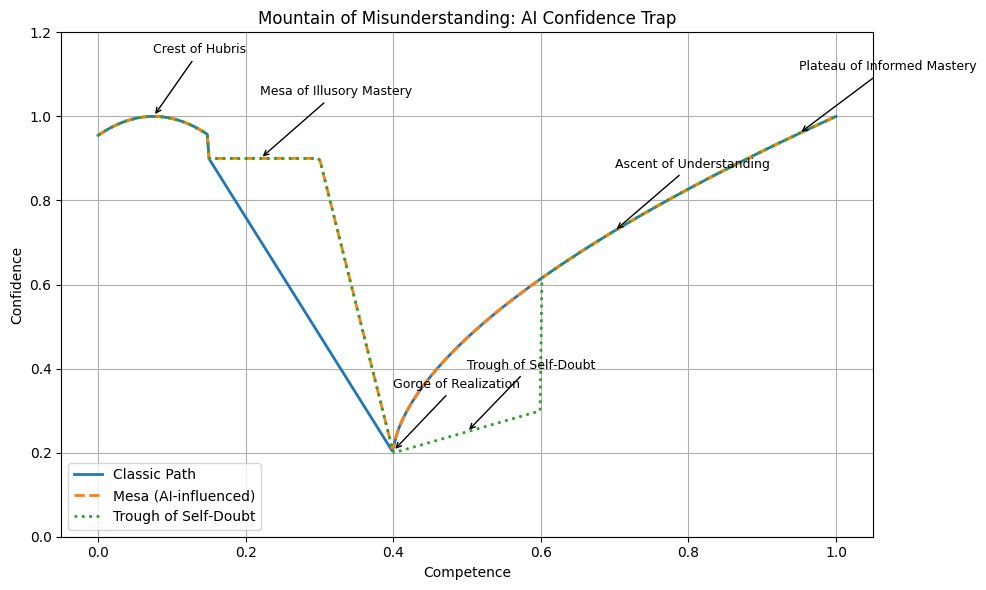 Mountain of Misunderstanding: AI Confidence Trap
1.2
1.0
0.8
0.6
0.4
0.2
0.0
Confidence
Crest of Hubris
Mesa of Illusory Mastery
Plateau of Informed Mastery
Ascent of Understanding
Trough of Self-Doubt
Gorge of Realization
Classic Path
Mesa (AI-influenced)
Trough of Self-Doubt
0.0 0.2 0.4 0.6 0.8 1.0
Competence